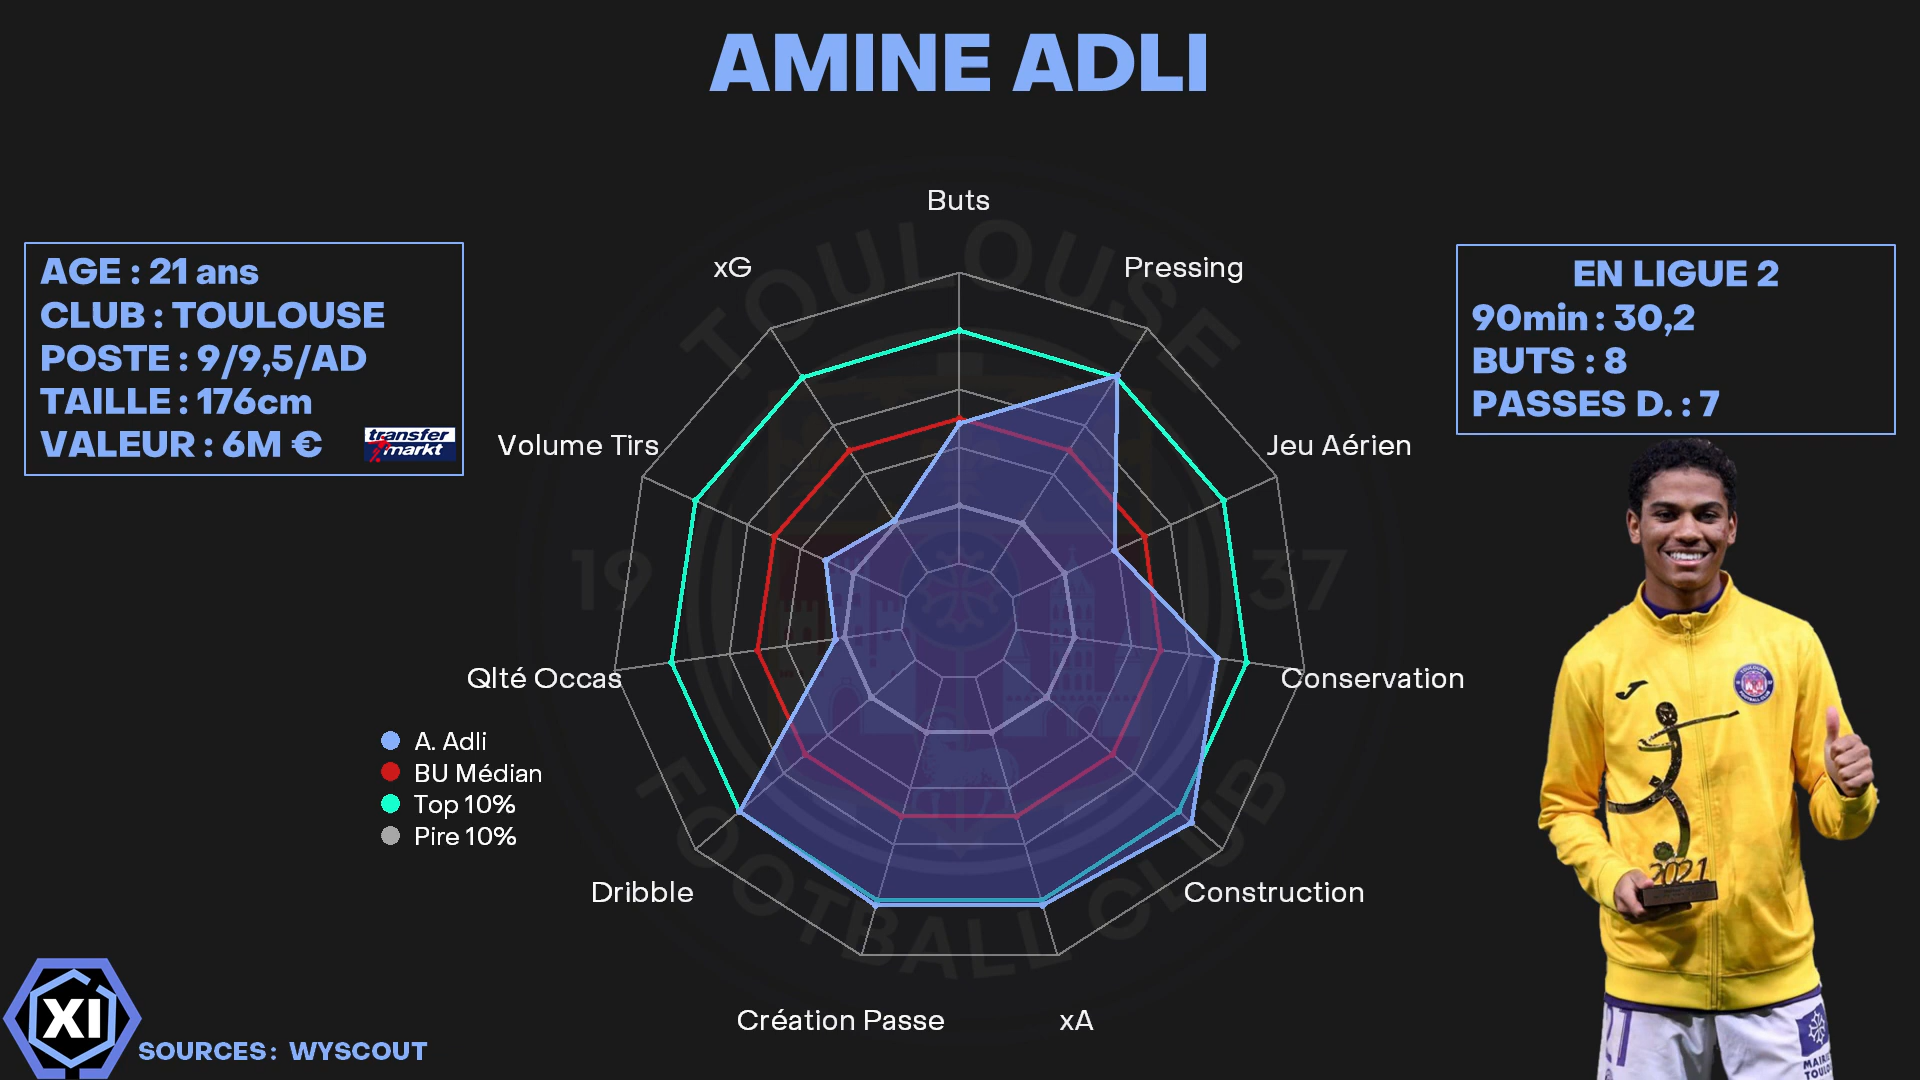 AMINE ADLI
AGE : 21 ans
CLUB : TOULOUSE
POSTE : 9/9,5/AD
TAILLE : 176cm
VALEUR : 6M €
transfer
markt
EN LIGUE 2
90min : 30,2
BUTS : 8
PASSES D. : 7
Buts
Pressing
Jeu Aérien
Conservation
Construction
xA
Création Passe
Dribble
Qlté Occas
Volume Tirs
xG
A. Adli
BU Médian
Top 10%
Pire 10%
TOULOUSE
19
37
FOOTBALL CLUB
2021
MAIRI
TOULO
XI
SOURCES : WYSCOUT